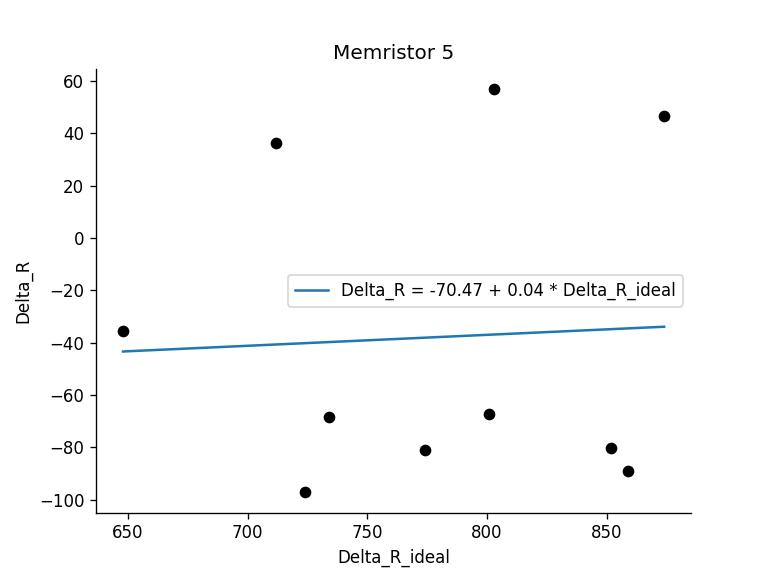 Memristor 5
60
40
20
0
−20
−40
−60
−80
−100
Delta_R
Delta_R = -70.47 + 0.04 * Delta_R_ideal
650 700 750 800 850
Delta_R_ideal